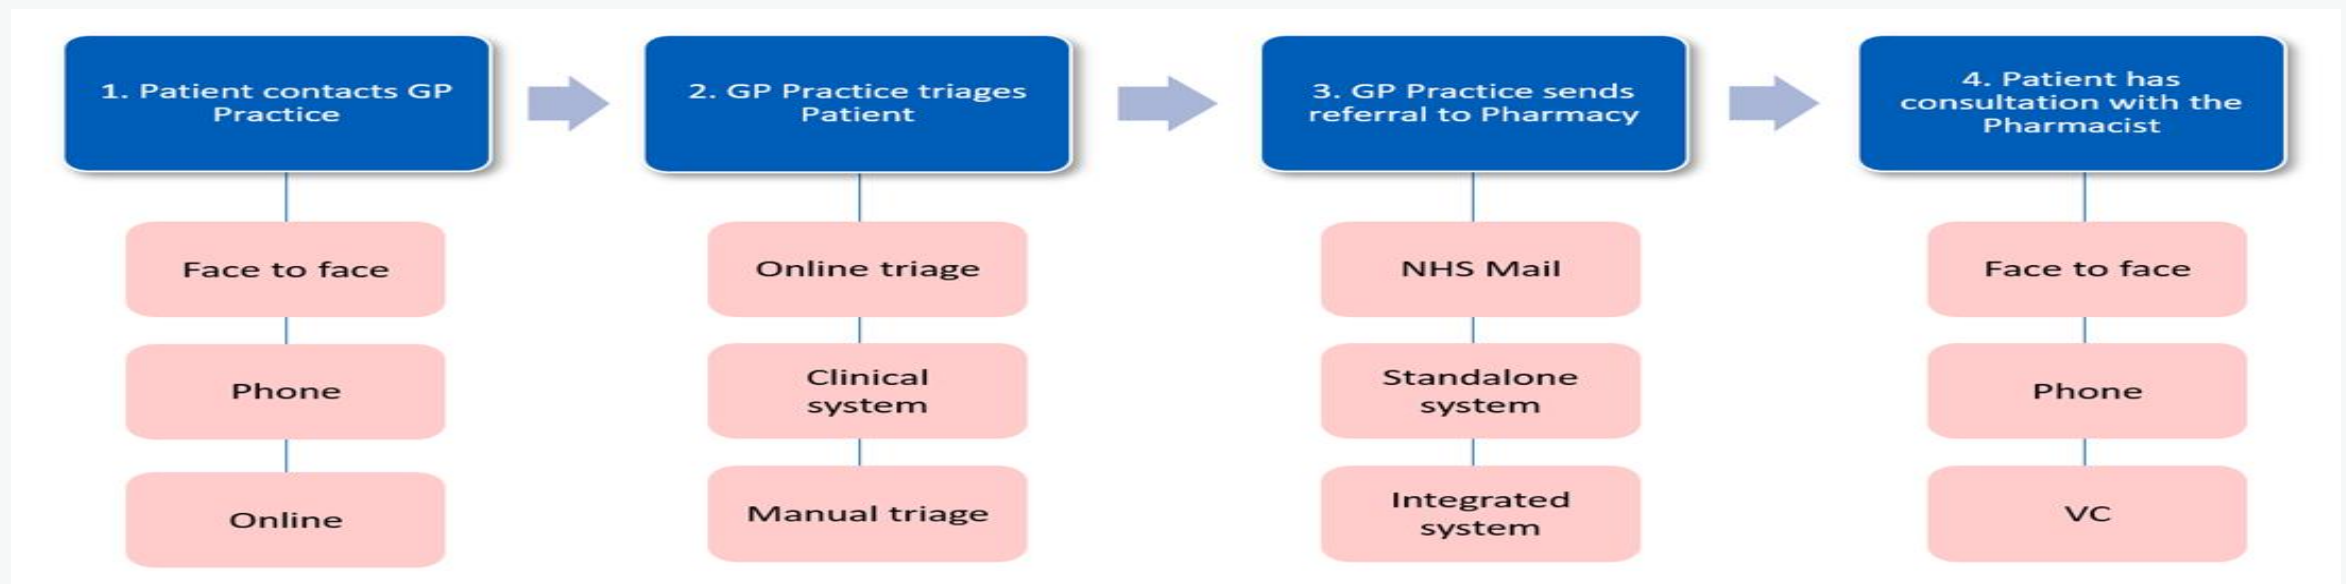 1. Patient contacts GP
Practice
Face to face
Phone
Online
2. GP Practice triages
Patient
Online triage
Clinical
system
Manual triage
3. GP Practice sends
referral to Pharmacy
NHS Mail
Standalone
system
Integrated
system
4. Patient has
consultation with the
Pharmacist
Face to face
Phone
VC